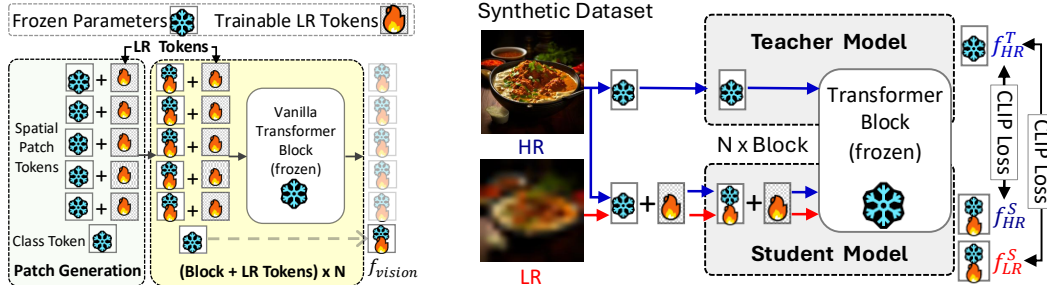 Frozen Parameters
Trainable LR Tokens
LR Tokens
+
+
+
+
+
+
+
+
+
+
Spatial
Patch
Tokens
Vanilla
Transformer
Block
(frozen)
Class Token
Patch Generation
(Block + LR Tokens) x N
f_vision
Synthetic Dataset
HR
LR
Teacher Model
N x Block
Transformer
Block
(frozen)
+
+
Student Model
f_HR^T
CLIP Loss
CLIP Loss
f_HR^S
f_LR^S